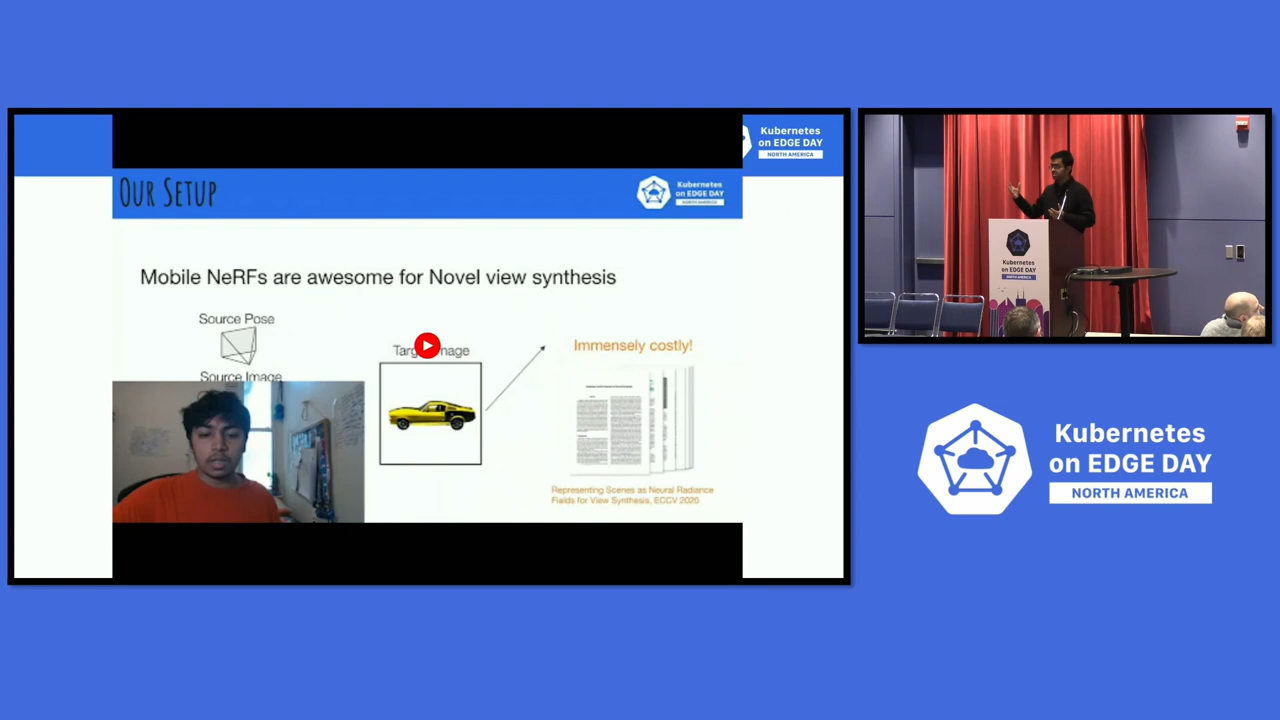 Kubernetes
on EDGE DAY
NORTH AMERICA
OUR SETUP
Kubernetes
on EDGE DAY
NORTH AMERICA
Mobile NeRFs are awesome for Novel view synthesis
Source Pose
Source Image
Immensely costly!
Representing Scenes as Neural Radiance
Fields for View Synthesis, ECCV 2020
Kubernetes
on EDGE DAY
NORTH AMERICA
Kubernetes
on EDGE DAY
NORTH AMERICA